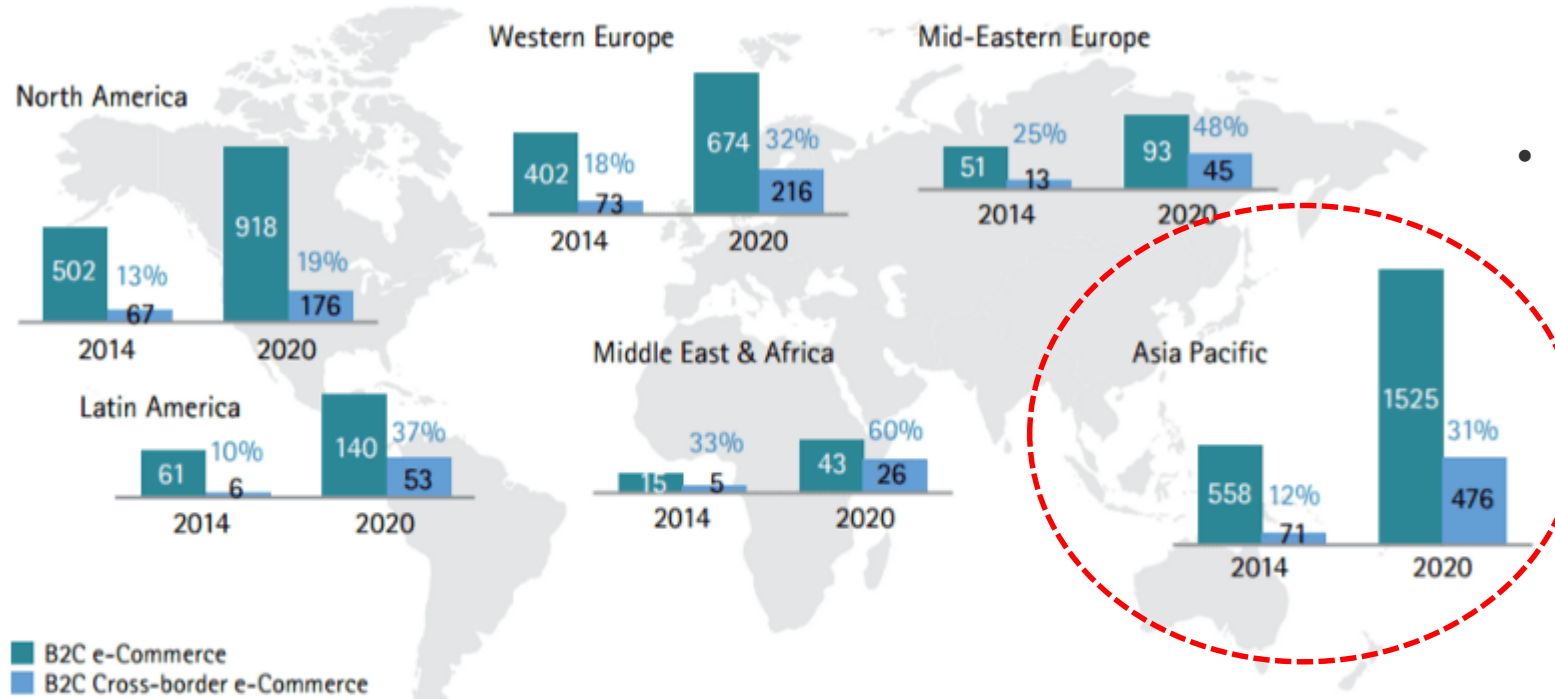 Western Europe
Mid-Eastern Europe
North America
402 18% 73
674 32% 216
2014 2020
51 25% 13
93 48% 45
2014 2020
502 13% 67
918 19% 176
2014 2020
Latin America
61 10% 6
140 37% 53
2014 2020
Middle East & Africa
15 33% 5
43 60% 26
2014 2020
Asia Pacific
558 12% 71
1525 31% 476
2014 2020
B2C e-Commerce
B2C Cross-border e-Commerce